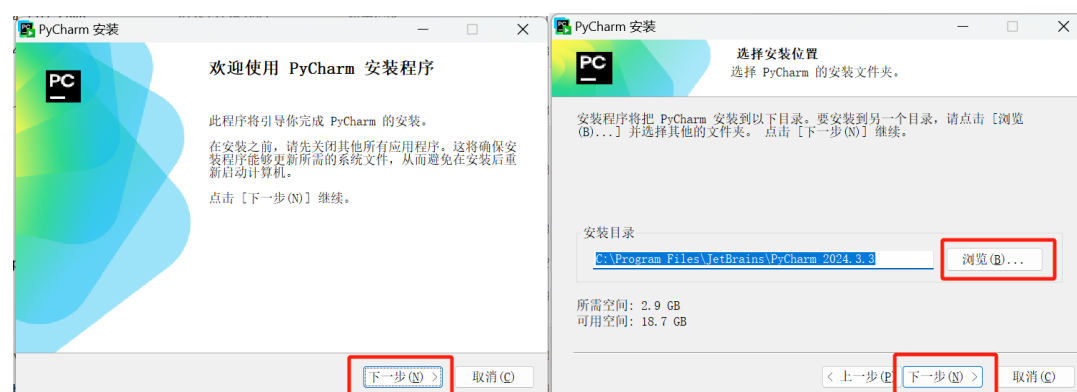 PyCharm 安装
PC
欢迎使用 PyCharm 安装程序
此程序将引导你完成 PyCharm 的安装。
在安装之前，请先关闭其他所有应用程序。这将确保安
装程序能够更新所需的系统文件，从而避免在安装后重
新启动计算机。
点击 [下一步(N)] 继续。
下一步(N) >
取消(C)
PyCharm 安装
PC
选择安装位置
选择 PyCharm 的安装文件夹。
安装程序将把 PyCharm 安装到以下目录。要安装到另一个目录，请点击 [浏览
(B)...] 并选择其他的文件夹。 点击 [下一步(N)] 继续。
安装目录
C:\Program Files\JetBrains\PyCharm 2024.3.3
浏览(B)...
所需空间: 2.9 GB
可用空间: 18.7 GB
< 上一步(P
下一步(N) >
取消(C)